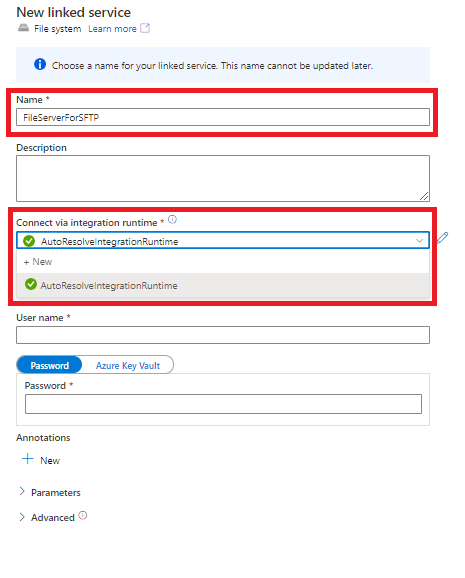 New linked service
File system Learn more
Choose a name for your linked service. This name cannot be updated later.
Name *
FileServerForSFTP
Description
Connect via integration runtime *
AutoResolveIntegrationRuntime
+ New
AutoResolveIntegrationRuntime
User name *
Password Azure Key Vault
Password *
Annotations
+ New
Parameters
Advanced